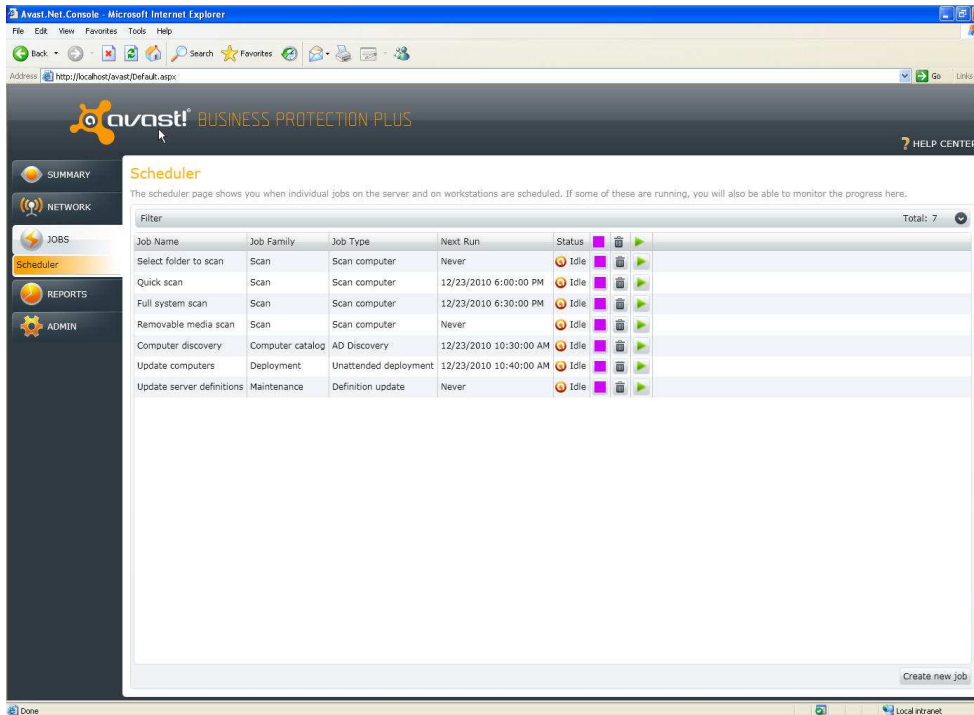 Avast.Net.Console - Microsoft Internet Explorer
File Edit View Favorites Tools Help
Back Search Favorites
Address http://localhost/avast/Default.aspx Go Links
avast! BUSINESS PROTECTION PLUS
? HELP CENTER
SUMMARY
NETWORK
JOBS
Scheduler
REPORTS
ADMIN
Scheduler
The scheduler page shows you when individual jobs on the server and on workstations are scheduled. If some of these are running, you will also be able to monitor the progress here.
Filter Total: 7
Job Name Job Family Job Type Next Run Status
Select folder to scan Scan Scan computer Never Idle
Quick scan Scan Scan computer 12/23/2010 6:00:00 PM Idle
Full system scan Scan Scan computer 12/23/2010 6:30:00 PM Idle
Removable media scan Scan Scan computer Never Idle
Computer discovery Computer catalog AD Discovery 12/23/2010 10:30:00 AM Idle
Update computers Deployment Unattended deployment 12/23/2010 10:40:00 AM Idle
Update server definitions Maintenance Definition update Never Idle
Create new job
Done Local intranet